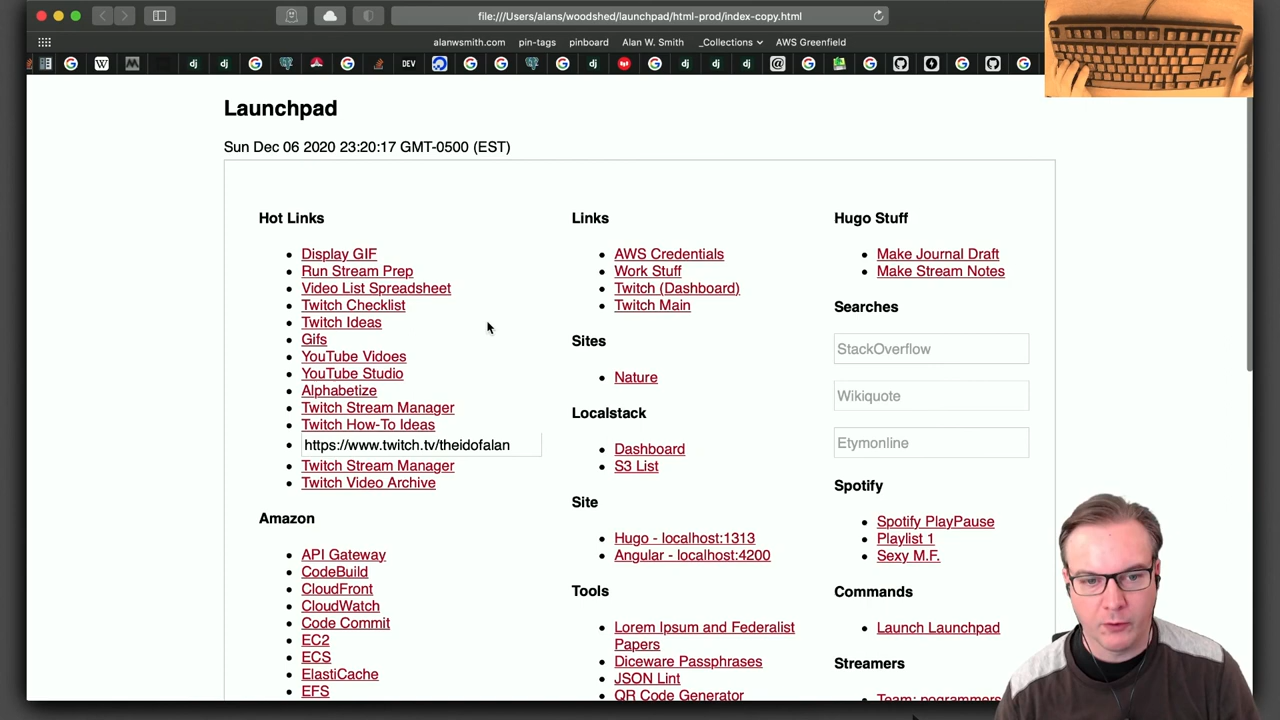 file:///Users/alans/woodshed/launchpad/html-prod/index-copy.html
alanwsmith.com
pin-tags
pinboard
Alan W. Smith
_Collections
AWS Greenfield
DEV
Launchpad
Sun Dec 06 2020 23:20:17 GMT-0500 (EST)
Hot Links
Display GIF
Run Stream Prep
Video List Spreadsheet
Twitch Checklist
Twitch Ideas
Gifs
YouTube Vidoes
YouTube Studio
Alphabetize
Twitch Stream Manager
Twitch How-To Ideas
https://www.twitch.tv/theidofalan
Twitch Stream Manager
Twitch Video Archive
Amazon
API Gateway
CodeBuild
CloudFront
CloudWatch
Code Commit
EC2
ECS
ElastiCache
EFS
Links
AWS Credentials
Work Stuff
Twitch (Dashboard)
Twitch Main
Sites
Nature
Localstack
Dashboard
S3 List
Site
Hugo - localhost:1313
Angular - localhost:4200
Tools
Lorem Ipsum and Federalist
Papers
Diceware Passphrases
JSON Lint
QR Code Generator
Hugo Stuff
Make Journal Draft
Make Stream Notes
Searches
StackOverflow
Wikiquote
Etymonline
Spotify
Spotify PlayPause
Playlist 1
Sexy M.F.
Commands
Launch Launchpad
Streamers
Team: pogrammers